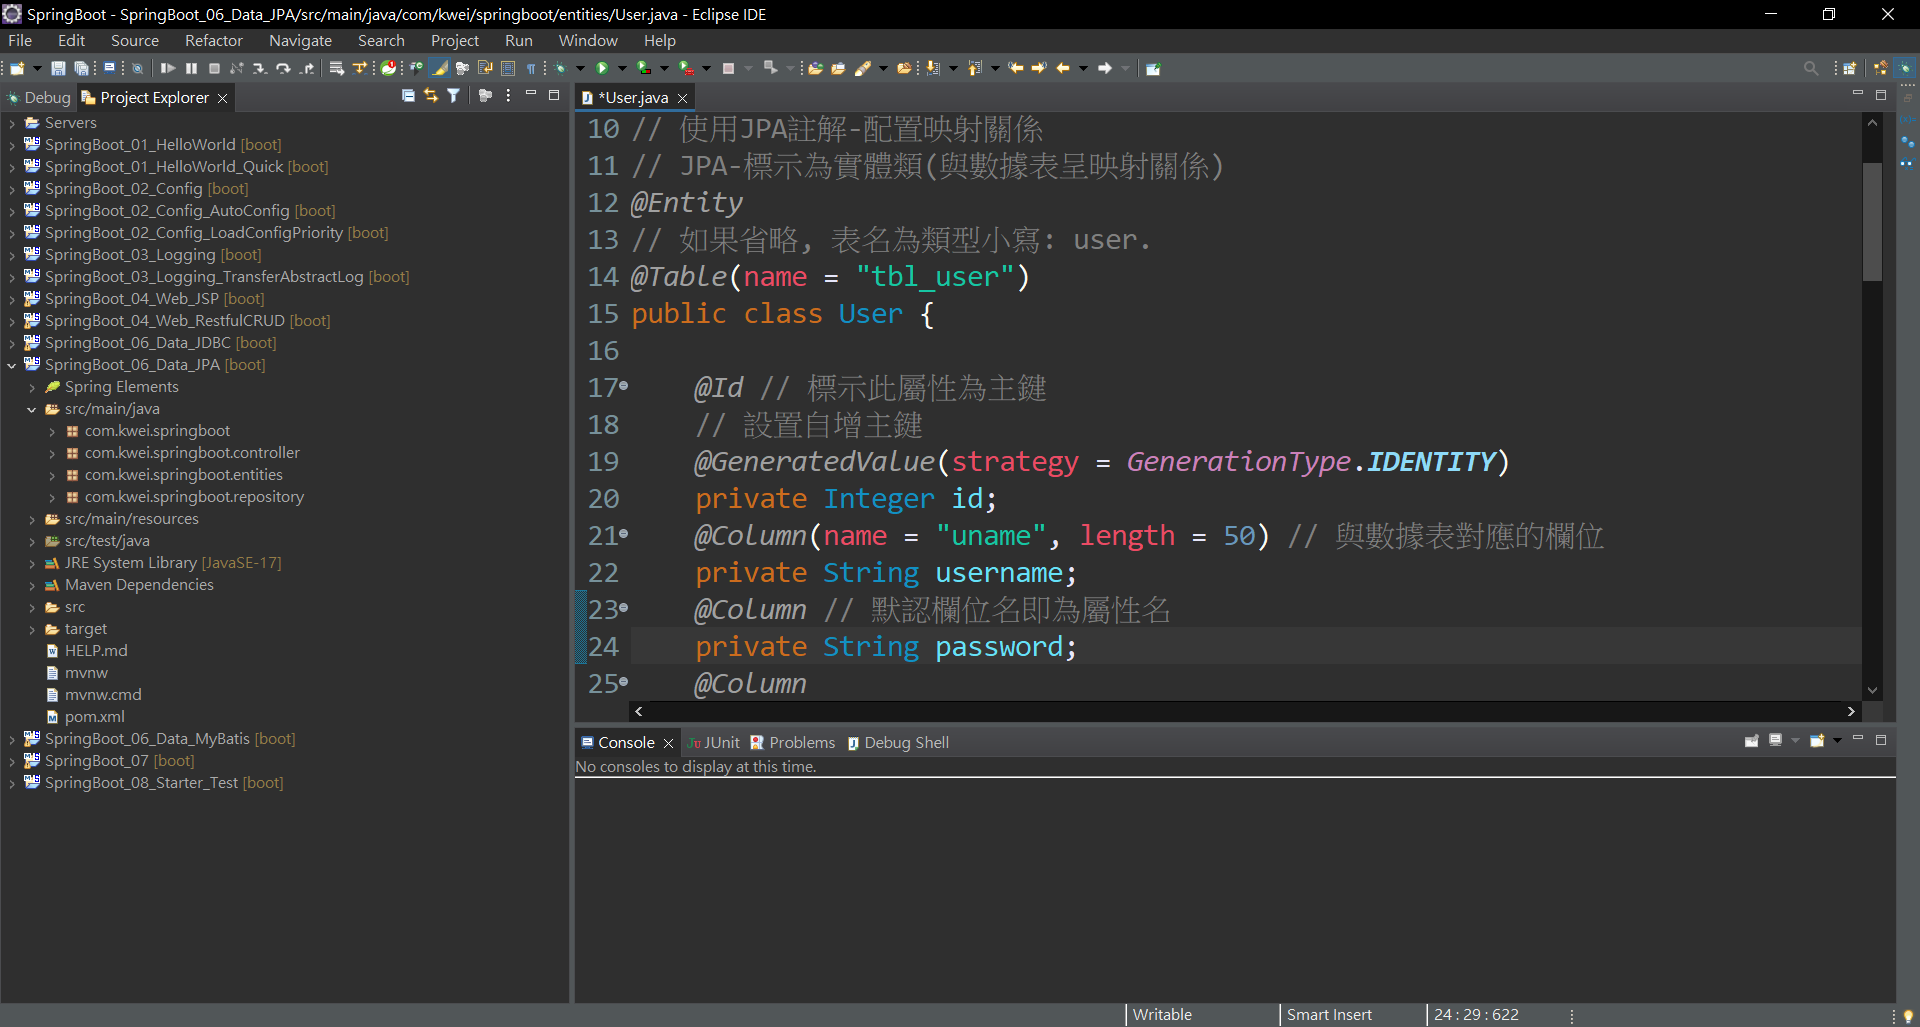 SpringBoot - SpringBoot_06_Data_JPA/src/main/java/com/kwei/springboot/entities/User.java - Eclipse IDE
File Edit Source Refactor Navigate Search Project Run Window Help
Debug Project Explorer
Servers
SpringBoot_01_HelloWorld [boot]
SpringBoot_01_HelloWorld_Quick [boot]
SpringBoot_02_Config [boot]
SpringBoot_02_Config_AutoConfig [boot]
SpringBoot_02_Config_LoadConfigPriority [boot]
SpringBoot_03_Logging [boot]
SpringBoot_03_Logging_TransferAbstractLog [boot]
SpringBoot_04_Web_JSP [boot]
SpringBoot_04_Web_RestfulCRUD [boot]
SpringBoot_06_Data_JDBC [boot]
SpringBoot_06_Data_JPA [boot]
Spring Elements
src/main/java
com.kwei.springboot
com.kwei.springboot.controller
com.kwei.springboot.entities
com.kwei.springboot.repository
src/main/resources
src/test/java
JRE System Library [JavaSE-17]
Maven Dependencies
src
target
HELP.md
mvnw
mvnw.cmd
pom.xml
SpringBoot_06_Data_MyBatis [boot]
SpringBoot_07 [boot]
SpringBoot_08_Starter_Test [boot]
*User.java
10 // 使用JPA註解-配置映射關係
11 // JPA-標示為實體類(與數據表呈映射關係)
12 @Entity
13 // 如果省略, 表名為類型小寫: user.
14 @Table(name = "tbl_user")
15 public class User {
16
17 @Id // 標示此屬性為主鍵
18 // 設置自增主鍵
19 @GeneratedValue(strategy = GenerationType.IDENTITY)
20 private Integer id;
21 @Column(name = "uname", length = 50) // 與數據表對應的欄位
22 private String username;
23 @Column // 默認欄位名即為屬性名
24 private String password;
25 @Column
Console JUnit Problems Debug Shell
No consoles to display at this time.
Writable Smart Insert 24 : 29 : 622